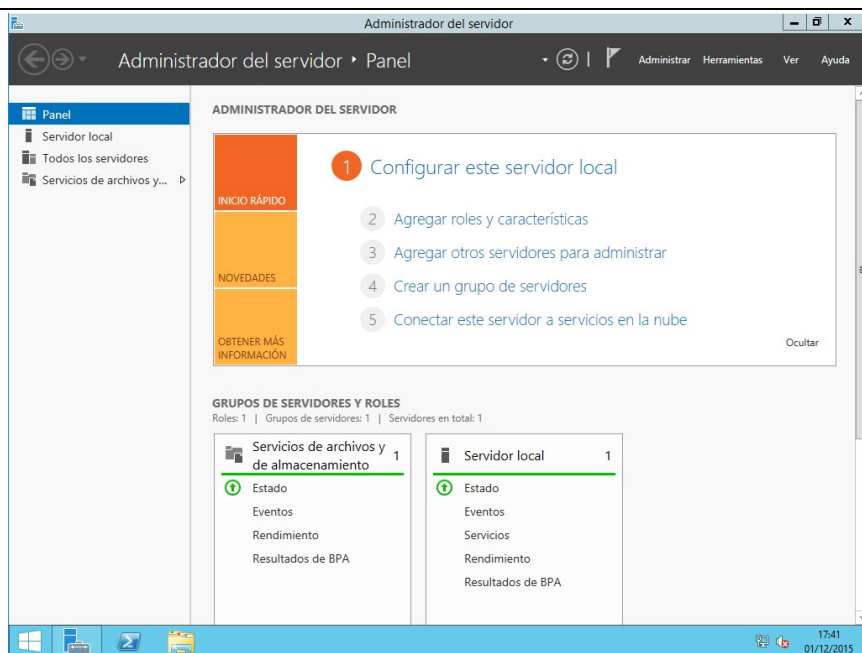 Administrador del servidor
Administrador del servidor • Panel
Administrar Herramientas Ver Ayuda
Panel
Servidor local
Todos los servidores
Servicios de archivos y...
ADMINISTRADOR DEL SERVIDOR
INICIO RÁPIDO
NOVEDADES
OBTENER MÁS
INFORMACIÓN
1 Configurar este servidor local
2 Agregar roles y características
3 Agregar otros servidores para administrar
4 Crear un grupo de servidores
5 Conectar este servidor a servicios en la nube
Ocultar
GRUPOS DE SERVIDORES Y ROLES
Roles: 1 | Grupos de servidores: 1 | Servidores en total: 1
Servicios de archivos y
de almacenamiento 1
Estado
Eventos
Rendimiento
Resultados de BPA
Servidor local 1
Estado
Eventos
Servicios
Rendimiento
Resultados de BPA
17:41
01/12/2015